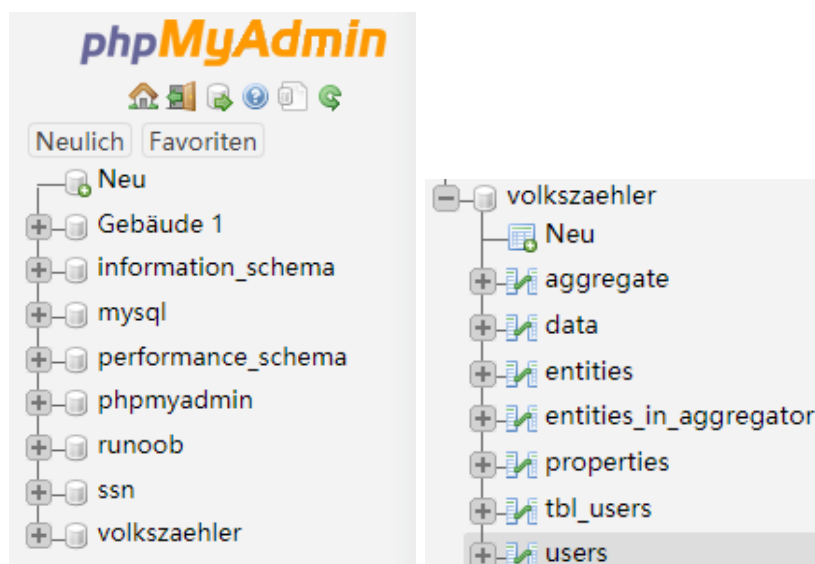 phpMyAdmin
Neulich Favoriten
Neu
Gebäude 1
information_schema
mysql
performance_schema
phpmyadmin
runoob
ssn
volkszaehler
volkszaehler
Neu
aggregate
data
entities
entities_in_aggregator
properties
tbl_users
users